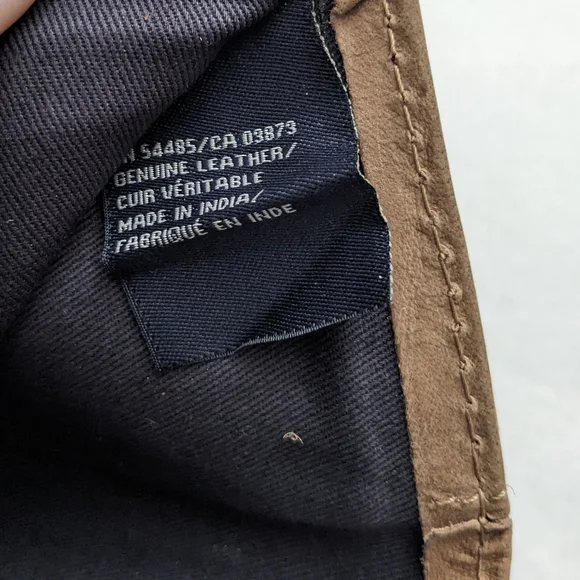 54485/CA 03873
GENUINE LEATHER/
CUIR VÉRITABLE
MADE IN INDIA/
FABRIQUÉ EN INDE